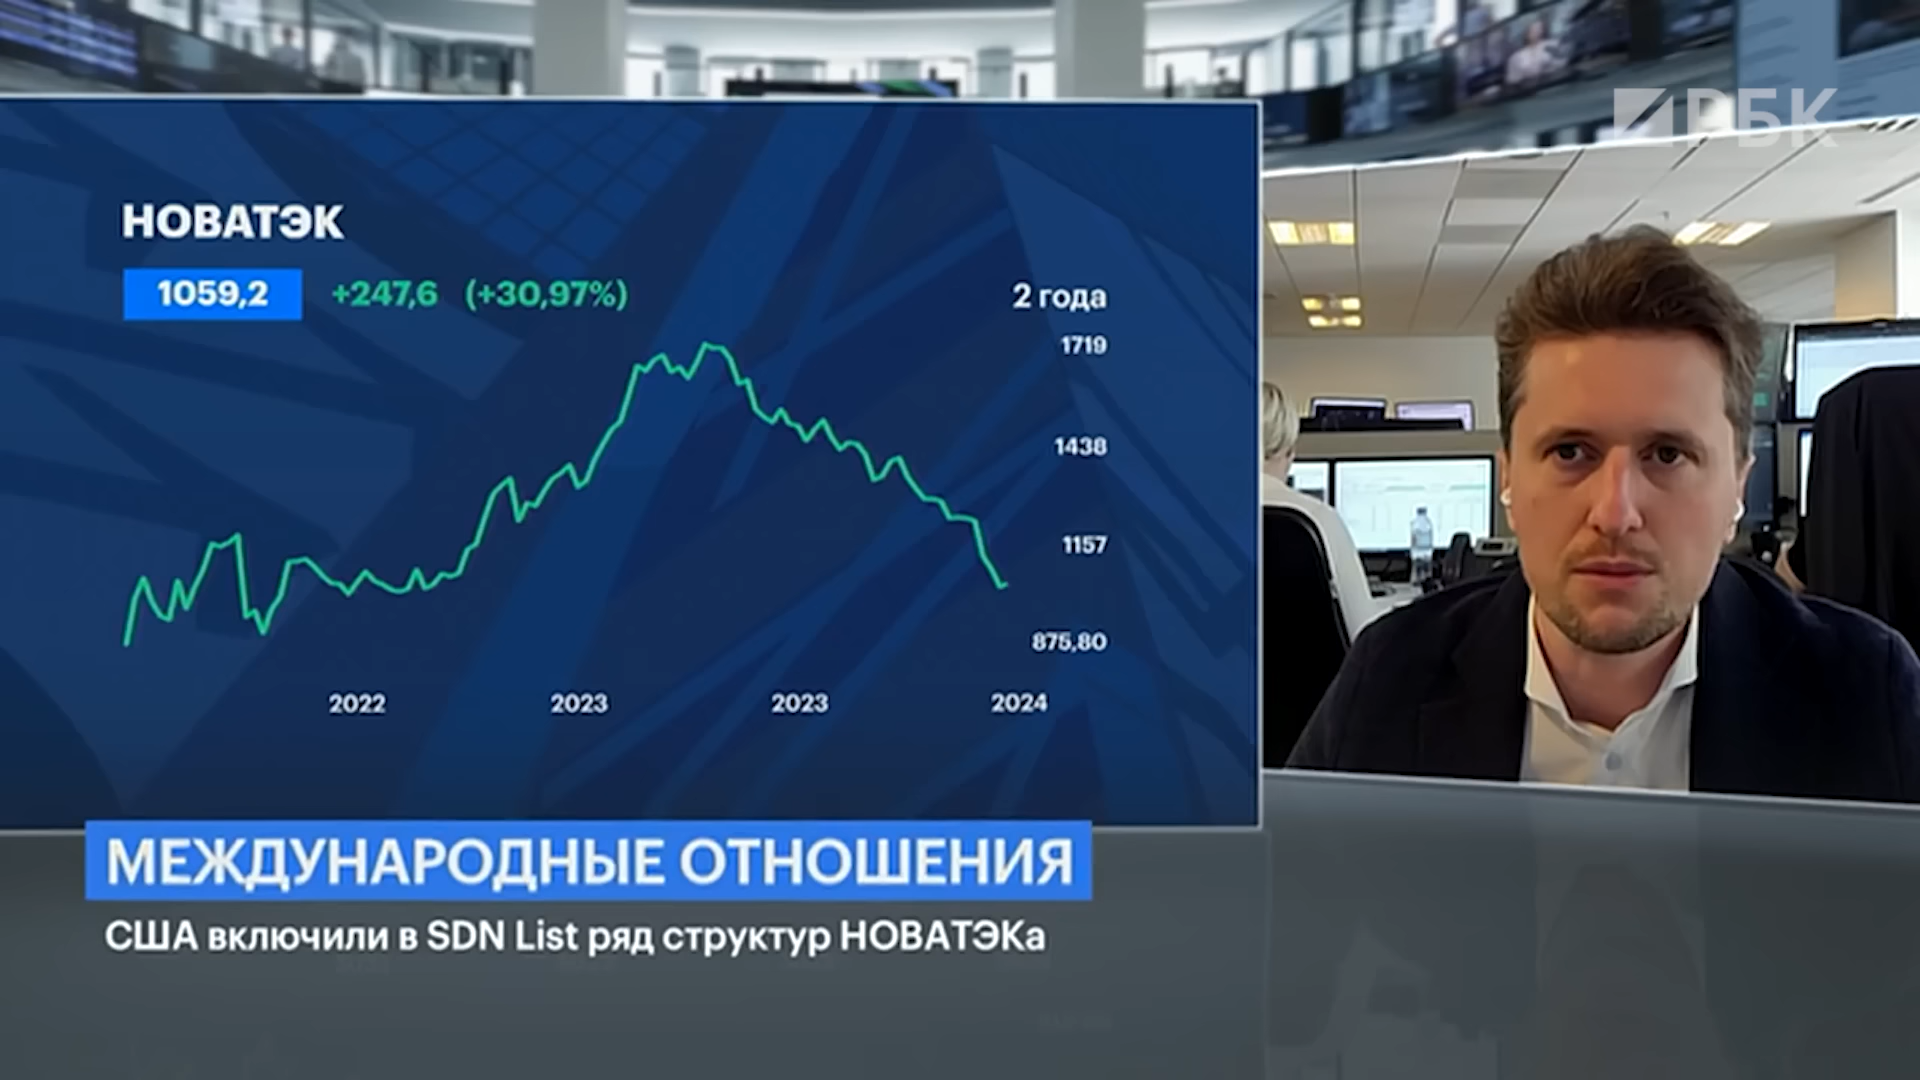 РБК
НОВАТЭК
1059,2 +247,6 (+30,97%)
2 года
1719
1438
1157
875,80
2022 2023 2023 2024
МЕЖДУНАРОДНЫЕ ОТНОШЕНИЯ
США включили в SDN List ряд структур НОВАТЭКа